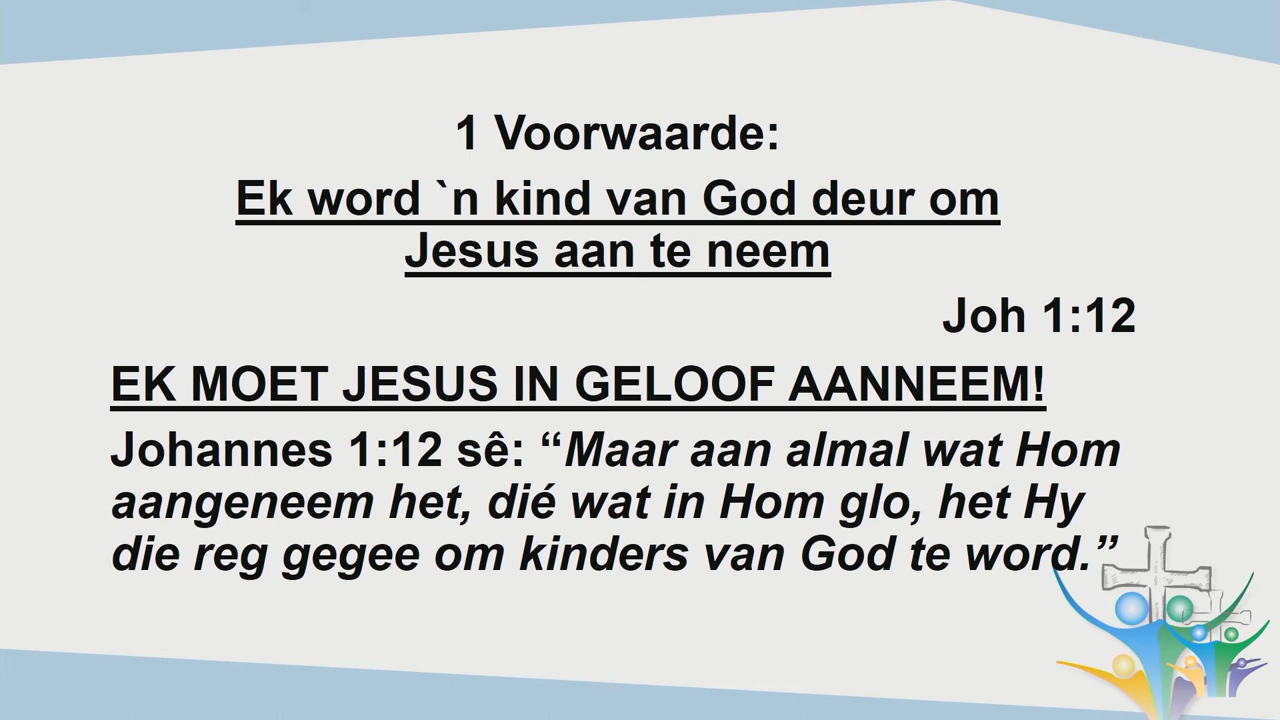 1 Voorwaarde:
Ek word `n kind van God deur om
Jesus aan te neem
Joh 1:12
EK MOET JESUS IN GELOOF AANNEEM!
Johannes 1:12 sê: “Maar aan almal wat Hom
aangeneem het, dié wat in Hom glo, het Hy
die reg gegee om kinders van God te word.”